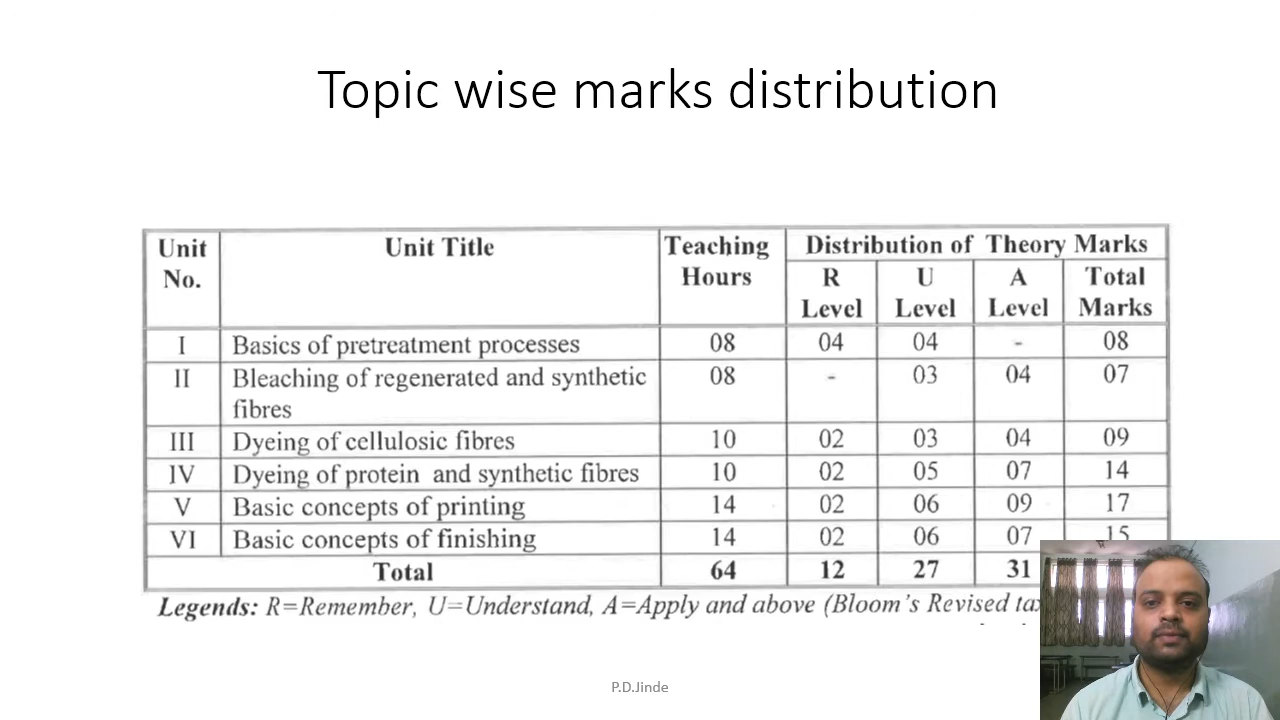 Topic wise marks distribution
Unit No. Unit Title Teaching Hours Distribution of Theory Marks
R Level U Level A Level Total Marks
I Basics of pretreatment processes 08 04 04 - 08
II Bleaching of regenerated and synthetic fibres 08 - 03 04 07
III Dyeing of cellulosic fibres 10 02 03 04 09
IV Dyeing of protein and synthetic fibres 10 02 05 07 14
V Basic concepts of printing 14 02 06 09 17
VI Basic concepts of finishing 14 02 06 07 15
Total 64 12 27 31
Legends: R=Remember, U=Understand, A=Apply and above (Bloom's Revised
P.D.Jinde